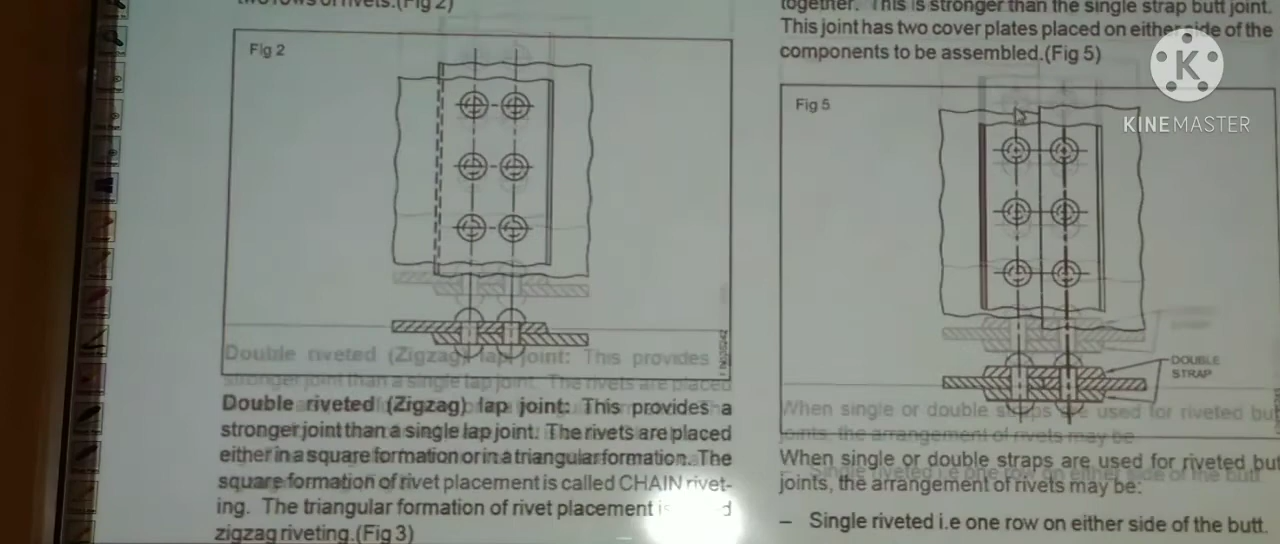 two rows of rivets.(Fig 2)
Fig 2
Double riveted (Zigzag) lap joint: This provides a
stronger joint than a single lap joint. The rivets are placed
either in a square formation or in a triangular formation. The
square formation of rivet placement is called CHAIN rivet-
ing. The triangular formation of rivet placement is
zigzag riveting.(Fig 3)
together. This is stronger than the single strap butt joint.
This joint has two cover plates placed on either side of the
components to be assembled.(Fig 5)
Fig 5
DOUBLE
STRAP
When single or double straps are used for riveted but
joints, the arrangement of rivets may be:
– Single riveted i.e one row on either side of the butt.
K
KINEMASTER